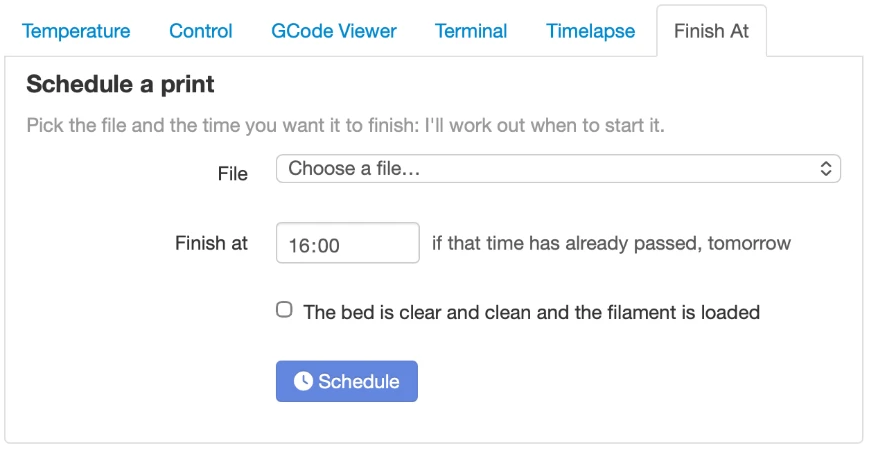 Temperature Control GCode Viewer Terminal Timelapse Finish At
Schedule a print
Pick the file and the time you want it to finish: I'll work out when to start it.
File Choose a file...
Finish at 16:00 if that time has already passed, tomorrow
The bed is clear and clean and the filament is loaded
Schedule